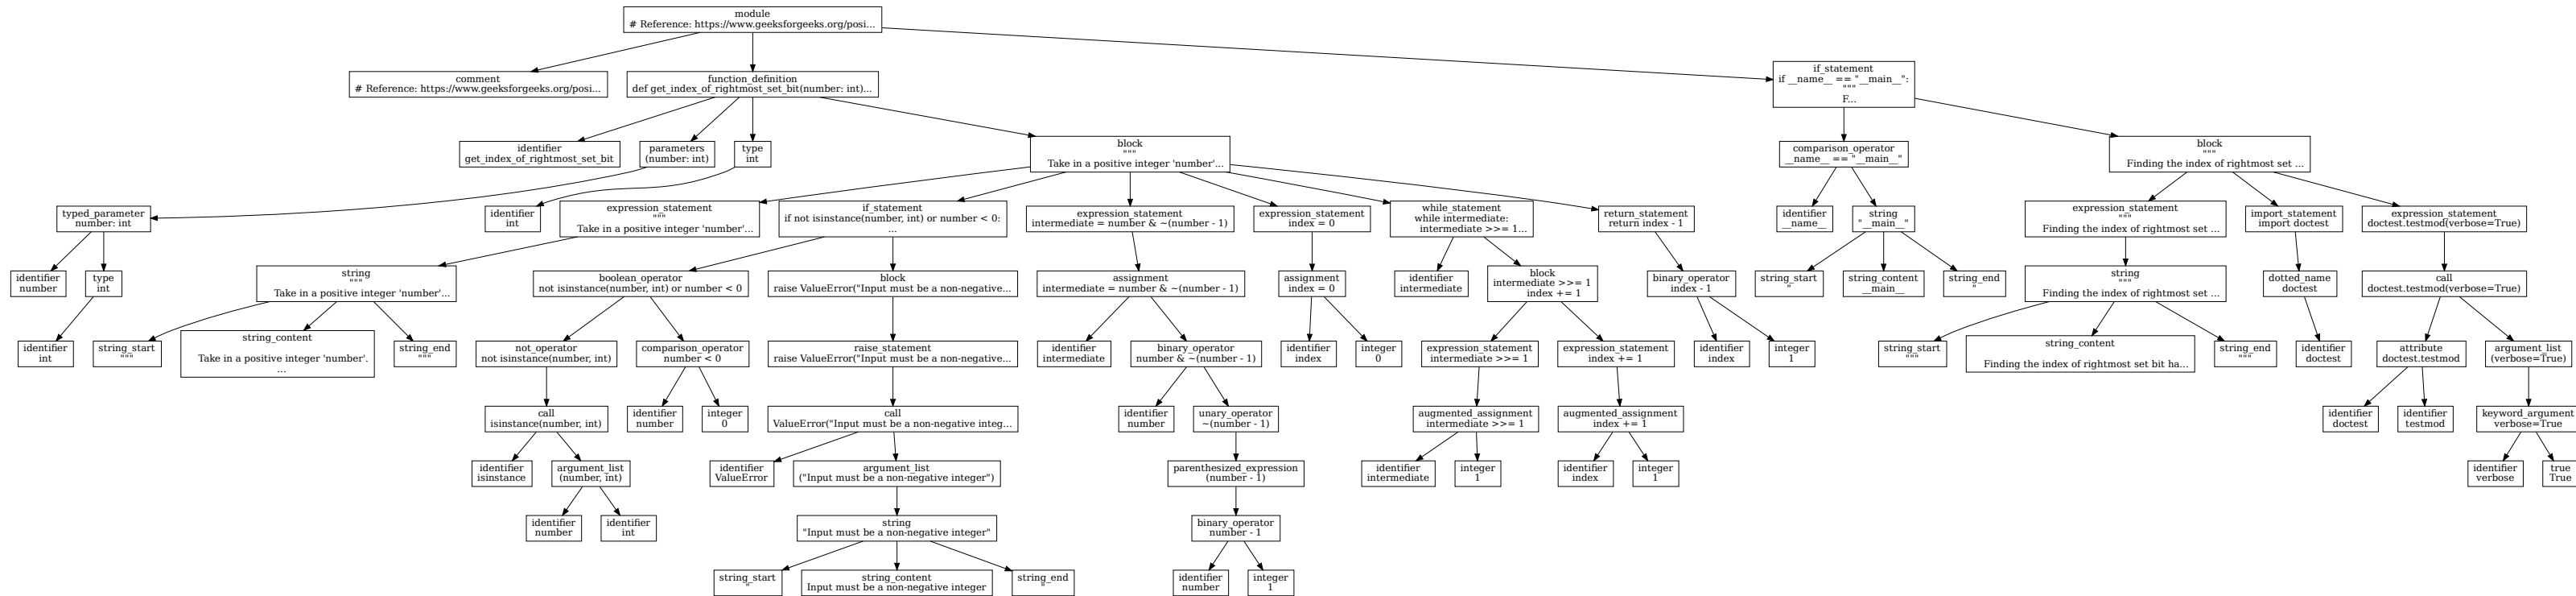 module
# Reference: https://www.geeksforgeeks.org/posi...
comment
# Reference: https://www.geeksforgeeks.org/posi...
function_definition
def get_index_of_rightmost_set_bit(number: int)...
if_statement
if __name__ == "__main__":
"""
F...
identifier
get_index_of_rightmost_set_bit
parameters
(number: int)
type
int
block
"""
Take in a positive integer 'number'...
comparison_operator
__name__ == "__main__"
block
"""
Finding the index of rightmost set ...
typed_parameter
number: int
identifier
int
expression_statement
"""
Take in a positive integer 'number'...
if_statement
if not isinstance(number, int) or number < 0:
...
expression_statement
intermediate = number & ~(number - 1)
expression_statement
index = 0
while_statement
while intermediate:
intermediate >>= 1...
return_statement
return index - 1
identifier
__name__
string
"__main__"
expression_statement
"""
Finding the index of rightmost set ...
import_statement
import doctest
expression_statement
doctest.testmod(verbose=True)
identifier
number
type
int
string
"""
Take in a positive integer 'number'...
boolean_operator
not isinstance(number, int) or number < 0
block
raise ValueError("Input must be a non-negative...
assignment
intermediate = number & ~(number - 1)
assignment
index = 0
identifier
intermediate
block
intermediate >>= 1
index += 1
binary_operator
index - 1
string_start
"
string_content
__main__
string_end
"
string
"""
Finding the index of rightmost set ...
dotted_name
doctest
call
doctest.testmod(verbose=True)
identifier
int
string_start
"""
string_content
Take in a positive integer 'number'.
...
string_end
"""
not_operator
not isinstance(number, int)
comparison_operator
number < 0
raise_statement
raise ValueError("Input must be a non-negative...
identifier
intermediate
binary_operator
number & ~(number - 1)
identifier
index
integer
0
expression_statement
intermediate >>= 1
expression_statement
index += 1
identifier
index
integer
1
string_start
"""
string_content
Finding the index of rightmost set bit ha...
string_end
"""
identifier
doctest
attribute
doctest.testmod
argument_list
(verbose=True)
call
isinstance(number, int)
identifier
number
integer
0
call
ValueError("Input must be a non-negative integ...
identifier
number
unary_operator
~(number - 1)
augmented_assignment
intermediate >>= 1
augmented_assignment
index += 1
identifier
doctest
identifier
testmod
keyword_argument
verbose=True
identifier
isinstance
argument_list
(number, int)
identifier
ValueError
argument_list
("Input must be a non-negative integer")
parenthesized_expression
(number - 1)
identifier
intermediate
integer
1
identifier
index
integer
1
identifier
verbose
true
True
identifier
number
identifier
int
string
"Input must be a non-negative integer"
binary_operator
number - 1
string_start
"
string_content
Input must be a non-negative integer
string_end
"
identifier
number
integer
1